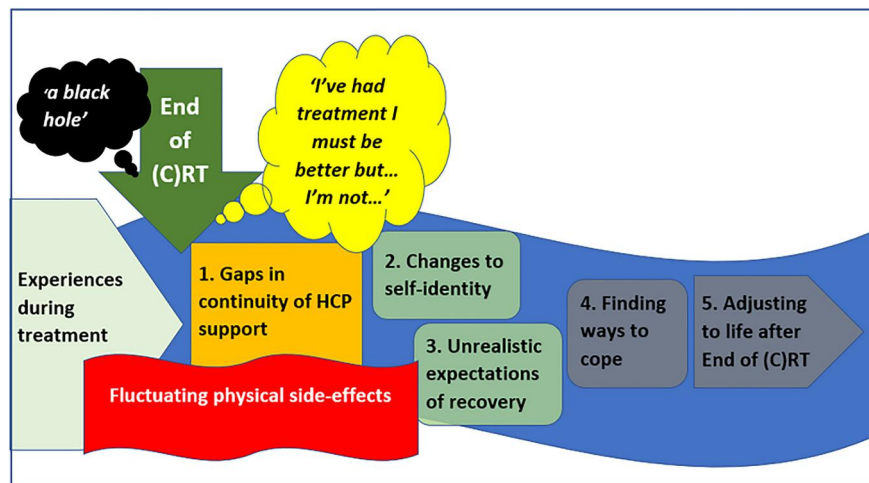 ‘a black
hole’
End
of
(C)RT
‘I’ve had
treatment I
must be
better but…
I’m not…’
Experiences
during
treatment
1. Gaps in
continuity of HCP
support
2. Changes to
self-identity
3. Unrealistic
expectations
of recovery
4. Finding
ways to
cope
5. Adjusting
to life after
End of (C)RT
Fluctuating physical side-effects